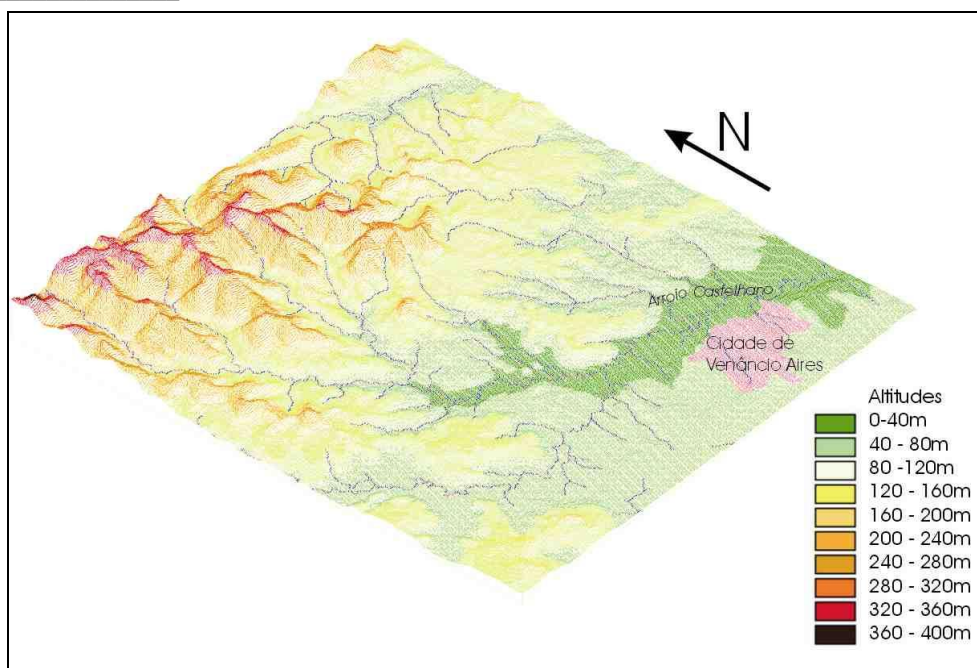 N
Arroio Castelhano
Cidade de
Venâncio Aires
Altitudes
0-40m
40 - 80m
80 -120m
120 - 160m
160 - 200m
200 - 240m
240 - 280m
280 - 320m
320 - 360m
360 - 400m